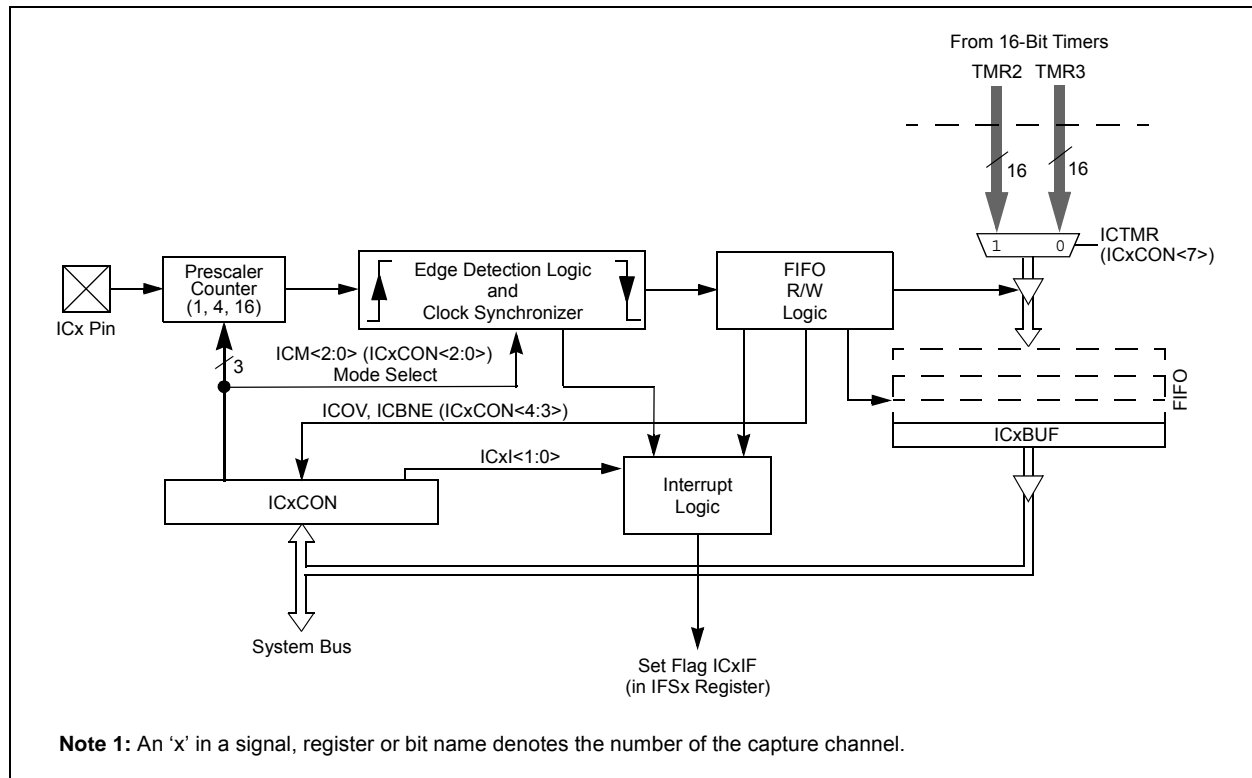 From 16-Bit Timers
TMR2 TMR3
16 16
1 0
ICTMR
(ICxCON<7>)
ICx Pin
Prescaler
Counter
(1, 4, 16)
3
Edge Detection Logic
and
Clock Synchronizer
FIFO
R/W
Logic
ICM<2:0> (ICxCON<2:0>)
Mode Select
FIFO
ICOV, ICBNE (ICxCON<4:3>)
ICxBUF
ICxI<1:0>
ICxCON
Interrupt
Logic
System Bus
Set Flag ICxIF
(in IFSx Register)
Note 1: An ‘x’ in a signal, register or bit name denotes the number of the capture channel.